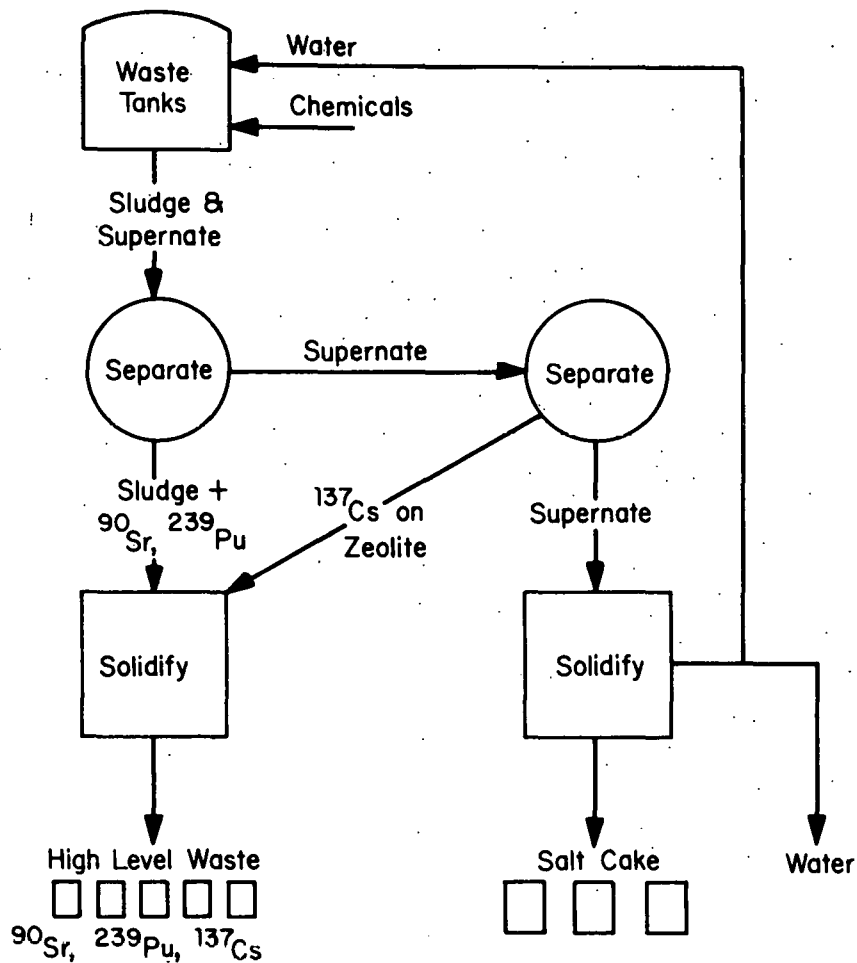 Water
Waste
Tanks
Chemicals
Sludge &
Supernate
Separate
Supernate
Separate
Sludge +
⁹⁰Sr, ²³⁹Pu
¹³⁷Cs on
Zeolite
Supernate
Solidify
Solidify
High Level Waste
⁹⁰Sr, ²³⁹Pu, ¹³⁷Cs
Salt Cake
Water